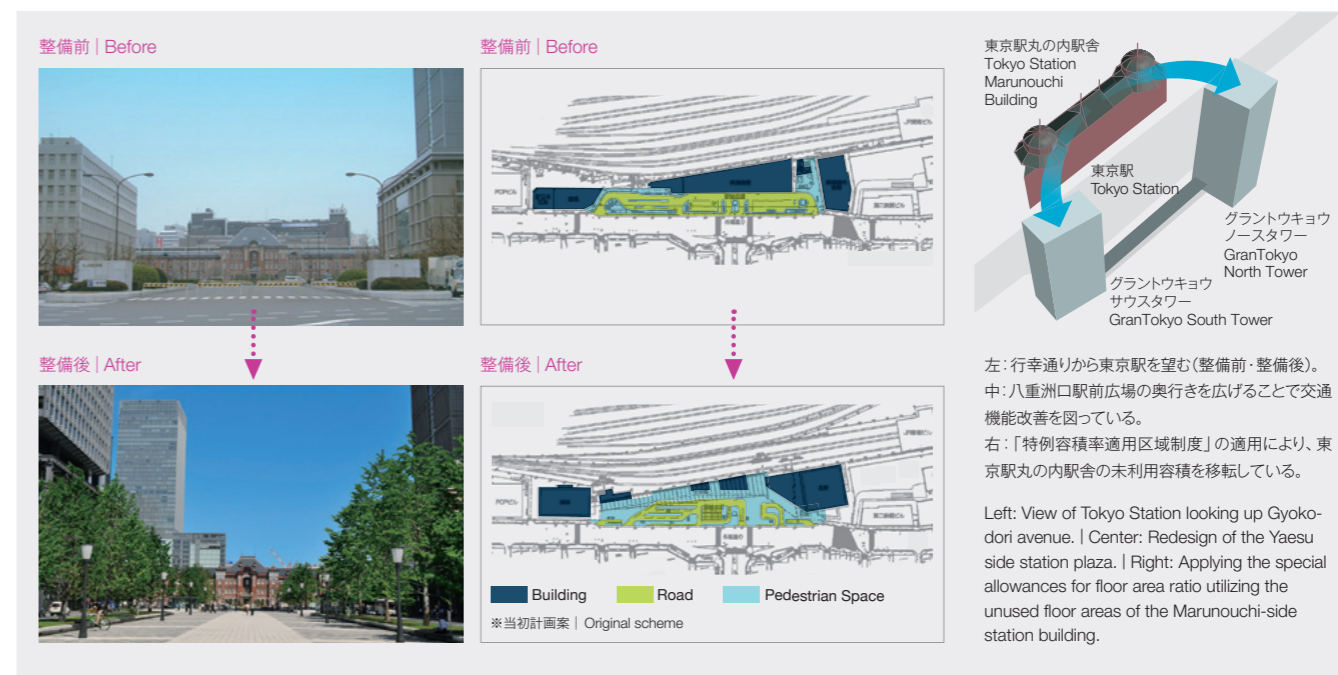 整備前 | Before
整備前 | Before
整備後 | After
整備後 | After
POPビル
POPビル
Building
Road
Pedestrian Space
※当初計画案 | Original scheme
東京駅丸の内駅舎
Tokyo Station
Marunouchi
Building
東京駅
Tokyo Station
グラントウキョウ
ノースタワー
GranTokyo
North Tower
グラントウキョウ
サウスタワー
GranTokyo South Tower
左：行幸通りから東京駅を望む（整備前・整備後）。
中：八重洲口駅前広場の奥行きを広げることで交通
機能改善を図っている。
右：「特例容積率適用区域制度」の適用により、東
京駅丸の内駅舎の未利用容積を移転している。
Left: View of Tokyo Station looking up Gyoko-
dori avenue. | Center: Redesign of the Yaesu
side station plaza. | Right: Applying the special
allowances for floor area ratio utilizing the
unused floor areas of the Marunouchi-side
station building.